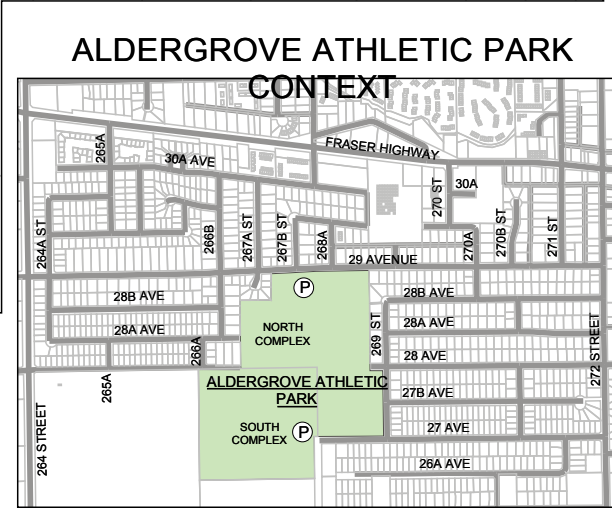 ALDERGROVE ATHLETIC PARK
CONTEXT
FRASER HIGHWAY
265A
30A AVE
270 ST
30A
264A ST
266B
267A ST
267B ST
268A
270A
270B ST
271 ST
29 AVENUE
P
28B AVE
28B AVE
28A AVE
28A AVE
NORTH
COMPLEX
269 ST
272 STREET
266A
28 AVE
265A
ALDERGROVE ATHLETIC
PARK
27B AVE
264 STREET
SOUTH
COMPLEX
P
27 AVE
26A AVE